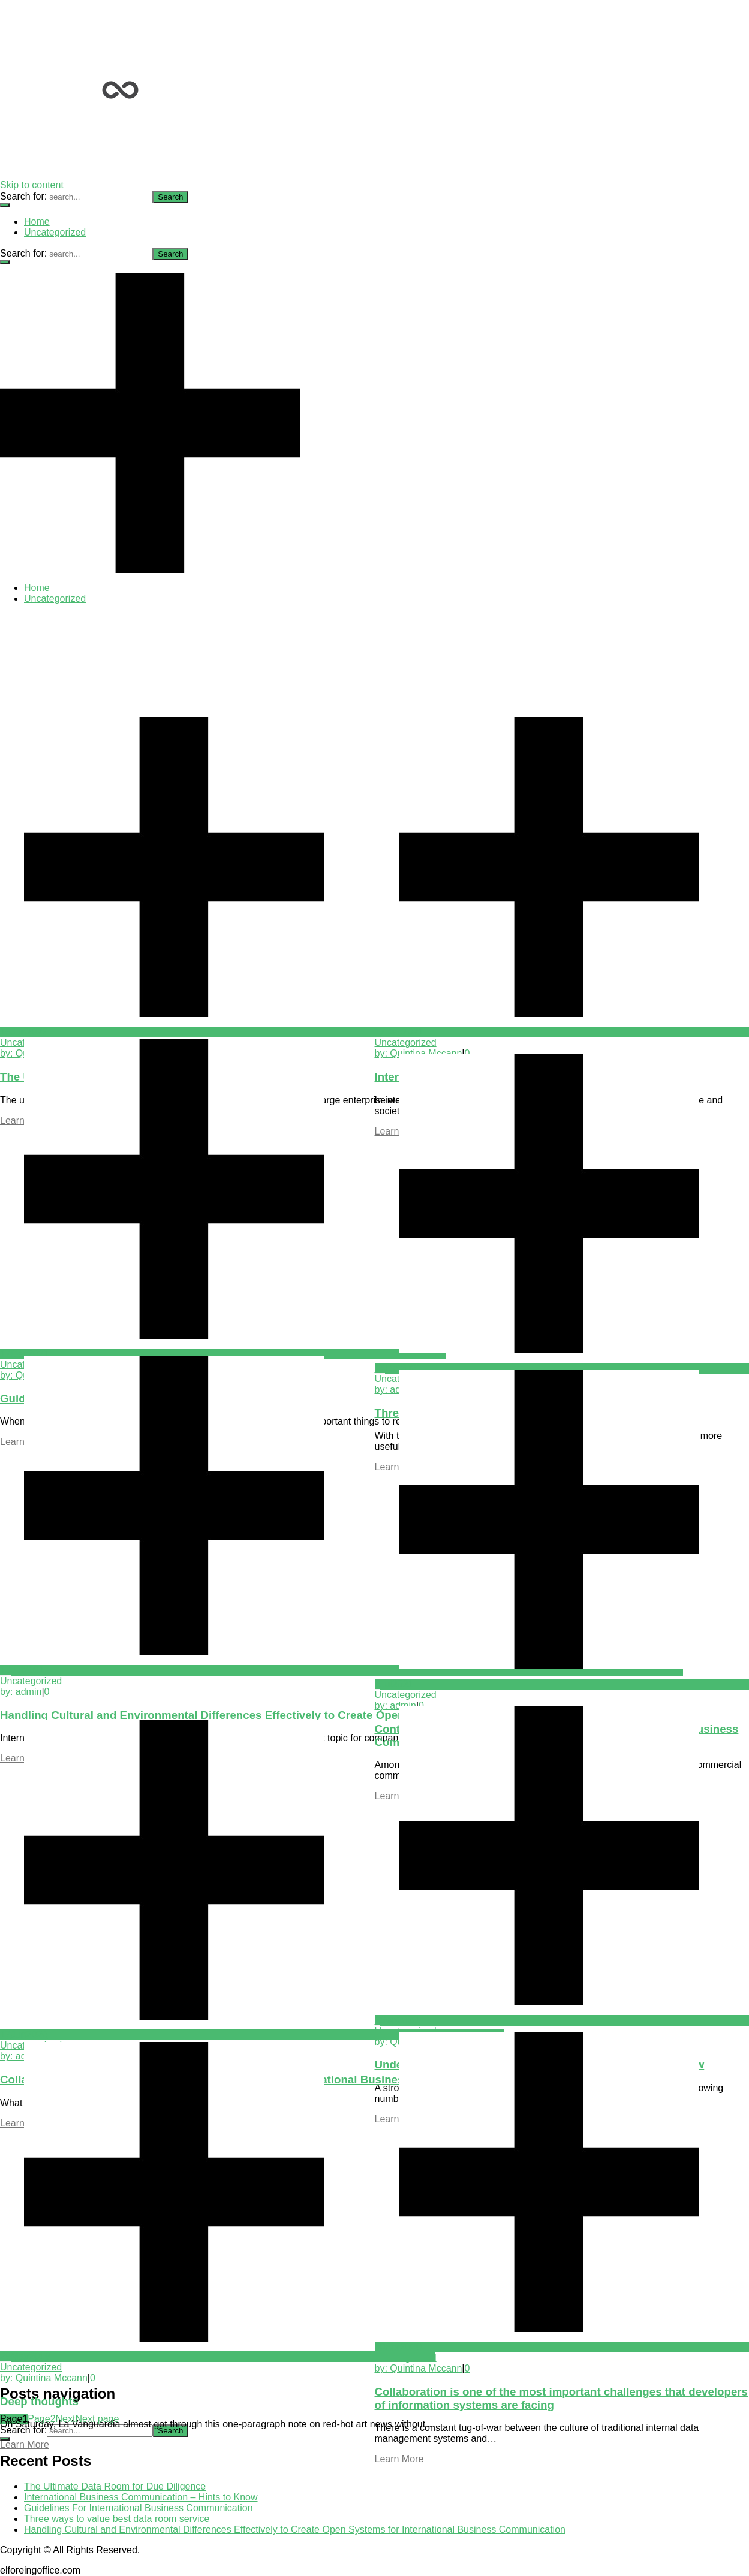 Skip to content
Search for: search... Search
Home
Uncategorized
Search for: search... Search
Home
Uncategorized
Uncat
by: Qu
The
The u arge enterprise
Learn
Uncategorized
by: Quintina Mccann|0
Inter
In e and
societ
Learn
Uncat
by: Qu
Guid
When portant things to re
Learn
Uncat
by: ad
Thre
With t more
useful
Learn
Uncategorized
by: admin|0
Handling Cultural and Environmental Differences Effectively to Create Ope
Intern t topic for compan
Learn
Uncategorized
by: admin|0
Cont usiness
Com
Amon ommercial
comm
Learn
Uncat
by: ad
Colla ational Busines
What
Learn
Uncategorized
by: Qu
Unde w
A stro owing
numb
Learn
Uncategorized
by: Quintina Mccann|0
Deep thoughts
On Saturday, La Vanguardia almost got through this one-paragraph note on red-hot art news without…
Learn More
by: Quintina Mccann|0
Collaboration is one of the most important challenges that developers
of information systems are facing
There is a constant tug-of-war between the culture of traditional internal data
management systems and…
Learn More
Posts navigation
Page1 Page2 Next Next page
Search for: search... Search
Recent Posts
The Ultimate Data Room for Due Diligence
International Business Communication – Hints to Know
Guidelines For International Business Communication
Three ways to value best data room service
Handling Cultural and Environmental Differences Effectively to Create Open Systems for International Business Communication
Copyright © All Rights Reserved.
elforeingoffice.com